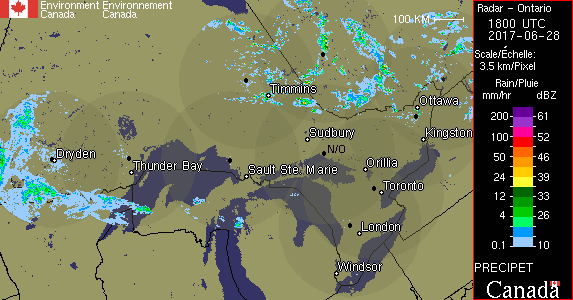 Environment Environnement
Canada Canada
100 KM
Timmins
Ottawa
Sudbury
Kingston
N/O
Dryden
Thunder Bay
Sault Ste. Marie
Orillia
Toronto
London
Windsor
Radar - Ontario
1800 UTC
2017-06-28
Scale/Échelle:
3.5 km/Pixel
Rain/Pluie
mm/hr dBZ
200 61
100 52
50 46
24 39
12 33
4 26
0.1 10
PRECIPET
Canada